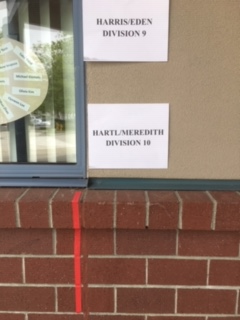 HARRIS/EDEN
DIVISION 9
HARTL/MEREDITH
DIVISION 10